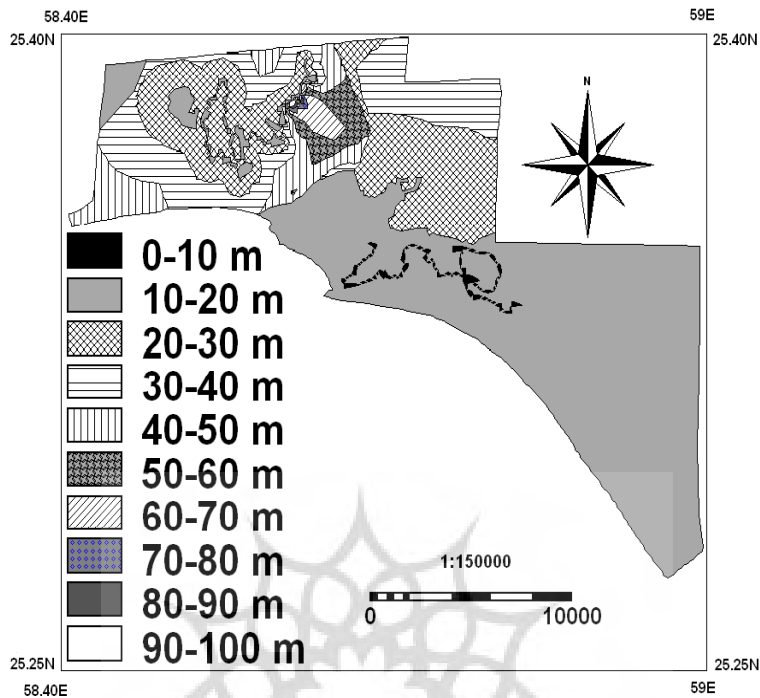 58.40E
59E
25.40N
25.40N
N
0-10 m
10-20 m
20-30 m
30-40 m
40-50 m
50-60 m
60-70 m
70-80 m
80-90 m
90-100 m
1:150000
0
10000
25.25N
25.25N
58.40E
59E